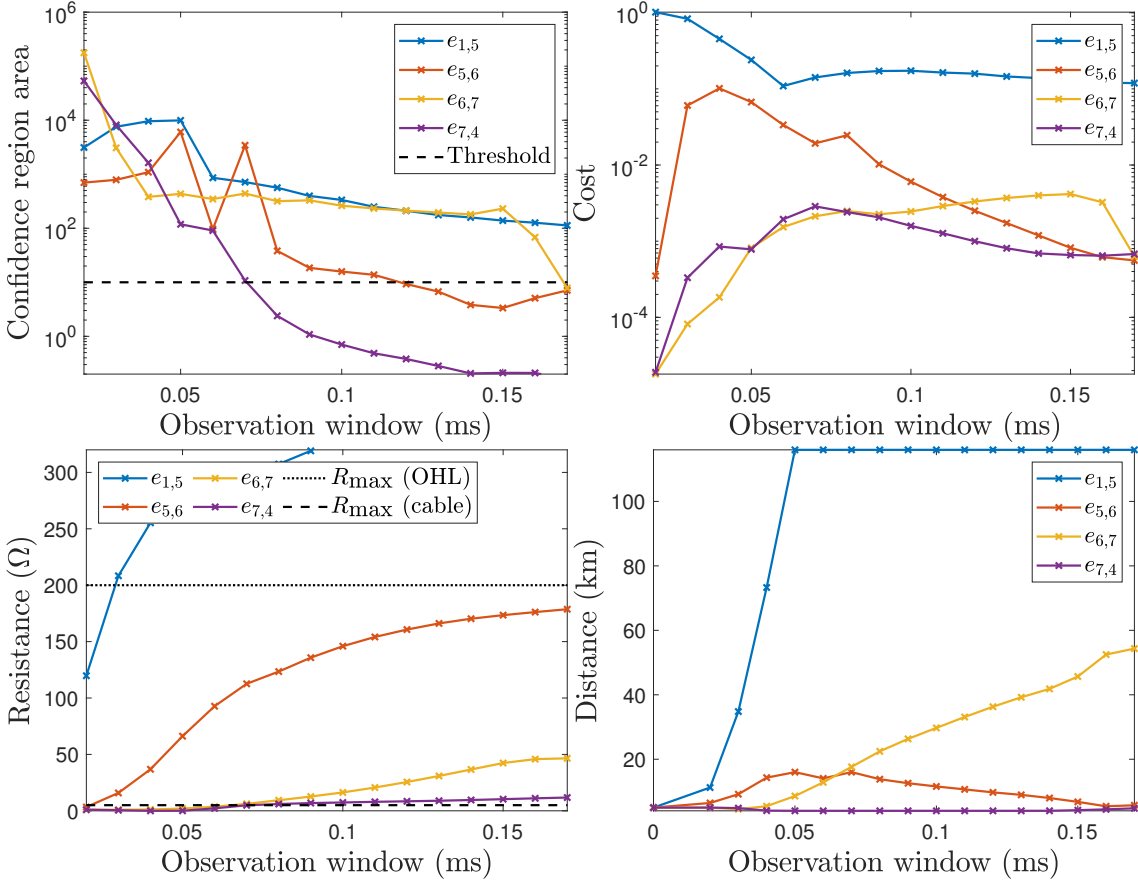 Confidence region area
10^6
10^4
10^2
10^0
0.05
0.1
0.15
Observation window (ms)
e_{1,5}
e_{5,6}
e_{6,7}
e_{7,4}
Threshold
Cost
10^0
10^{-2}
10^{-4}
0.05
0.1
0.15
Observation window (ms)
e_{1,5}
e_{5,6}
e_{6,7}
e_{7,4}
Resistance (Ω)
300
250
200
150
100
50
0
0.05
0.1
0.15
Observation window (ms)
e_{1,5} e_{6,7} R_{max} (OHL)
e_{5,6} e_{7,4} R_{max} (cable)
Distance (km)
100
80
60
40
20
0
0.05
0.1
0.15
Observation window (ms)
e_{1,5}
e_{5,6}
e_{6,7}
e_{7,4}